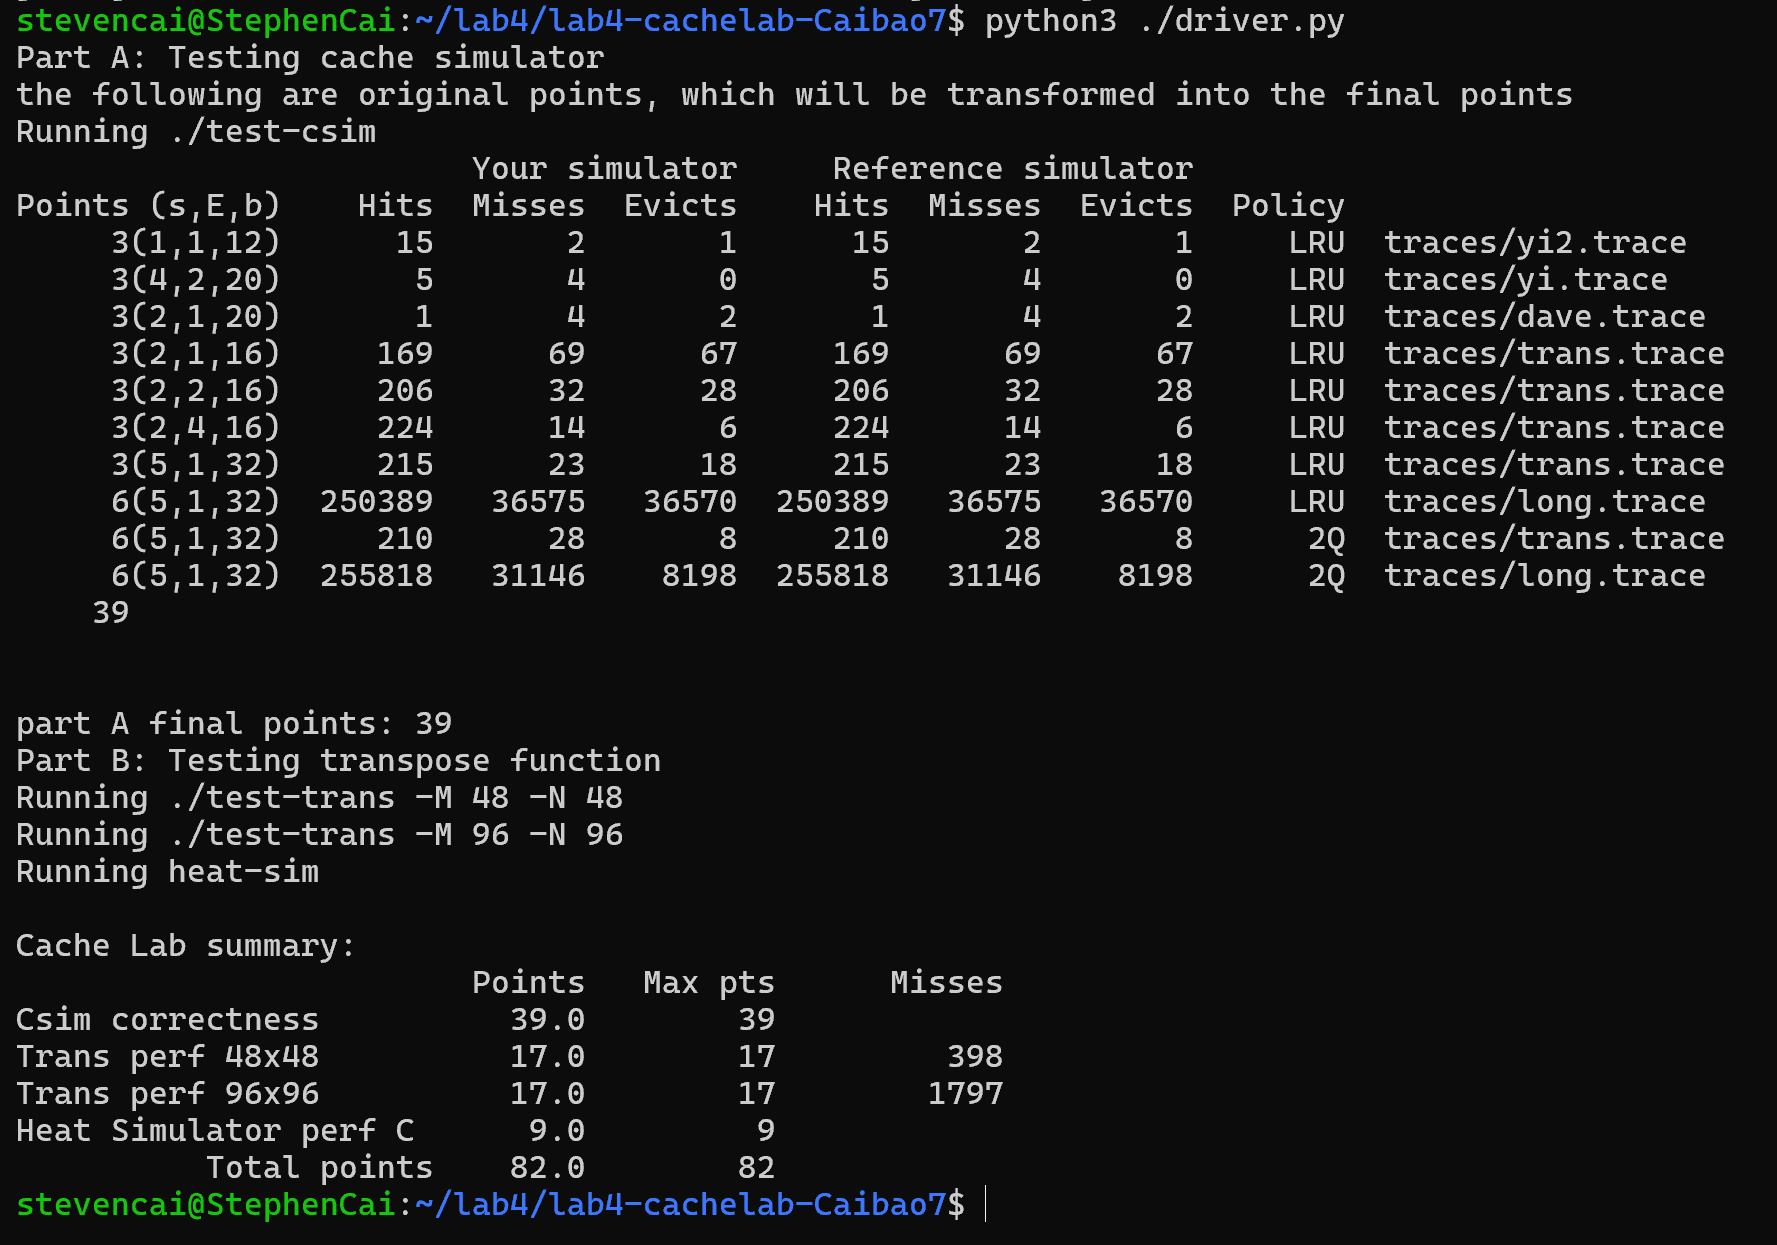 stevencai@StephenCai:~/lab4/lab4-cachelab-Caibao7$ python3 ./driver.py
Part A: Testing cache simulator
the following are original points, which will be transformed into the final points
Running ./test-csim
                        Your simulator     Reference simulator
Points (s,E,b)    Hits  Misses  Evicts    Hits  Misses  Evicts  Policy
     3(1,1,12)      15       2       1      15       2       1     LRU  traces/yi2.trace
     3(4,2,20)       5       4       0       5       4       0     LRU  traces/yi.trace
     3(2,1,20)       1       4       2       1       4       2     LRU  traces/dave.trace
     3(2,1,16)     169      69      67     169      69      67     LRU  traces/trans.trace
     3(2,2,16)     206      32      28     206      32      28     LRU  traces/trans.trace
     3(2,4,16)     224      14       6     224      14       6     LRU  traces/trans.trace
     3(5,1,32)     215      23      18     215      23      18     LRU  traces/trans.trace
     6(5,1,32)  250389   36575   36570  250389   36575   36570     LRU  traces/long.trace
     6(5,1,32)     210      28       8     210      28       8      2Q  traces/trans.trace
     6(5,1,32)  255818   31146    8198  255818   31146    8198      2Q  traces/long.trace
    39
part A final points: 39
Part B: Testing transpose function
Running ./test-trans -M 48 -N 48
Running ./test-trans -M 96 -N 96
Running heat-sim
Cache Lab summary:
                        Points   Max pts      Misses
Csim correctness          39.0        39
Trans perf 48x48          17.0        17         398
Trans perf 96x96          17.0        17        1797
Heat Simulator perf C      9.0         9
          Total points    82.0        82
stevencai@StephenCai:~/lab4/lab4-cachelab-Caibao7$